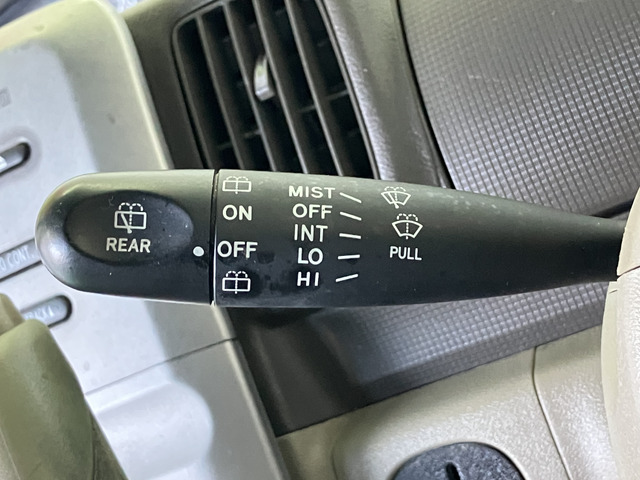 REAR
ON
OFF
MIST
OFF
INT
LO
HI
PULL